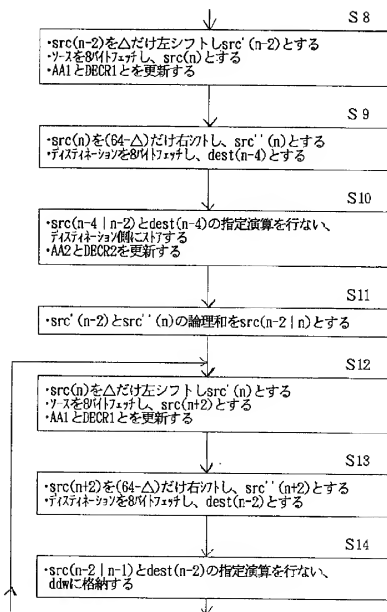 S8
・src(n-2)を△だけ左シフトしsrc'(n-2)とする
・ソースを8バイトフェッチし、src(n)とする
・AA1とDECR1とを更新する
S9
・src(n)を(64-△)だけ右シフトし、src''(n)とする
・ディスティネーションを8バイトフェッチし、dest(n-4)とする
S10
・src(n-4|n-2)とdest(n-4)の指定演算を行ない、
ディスティネーション側にストアする
・AA2とDECR2を更新する
S11
・src'(n-2)とsrc''(n)の論理和をsrc(n-2|n)とする
S12
・src(n)を△だけ左シフトしsrc'(n)とする
・ソースを8バイトフェッチし、src(n+2)とする
・AA1とDECR1とを更新する
S13
・src(n+2)を(64-△)だけ右シフトし、src''(n+2)とする
・ディスティネーションを8バイトフェッチし、dest(n-2)とする
S14
・src(n-2|n-1)とdest(n-2)の指定演算を行ない、
ddwに格納する